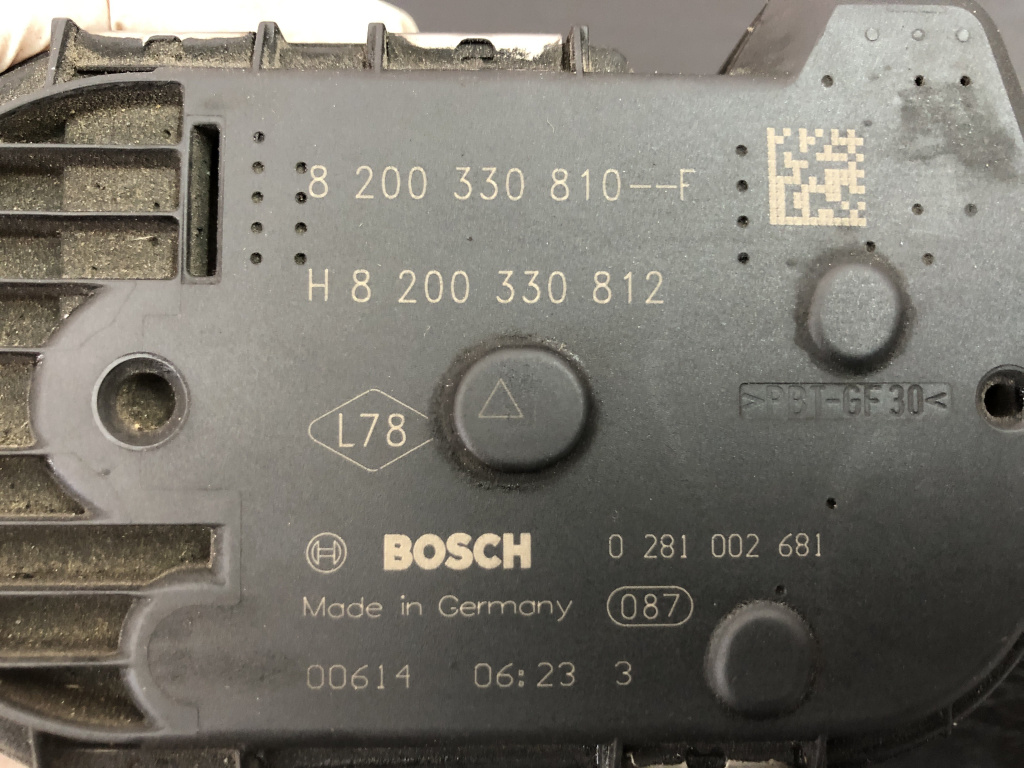 8 200 330 810--F
H 8 200 330 812
>PBT-GF30<
L78
BOSCH 0 281 002 681
Made in Germany 087
00614 06:23 3